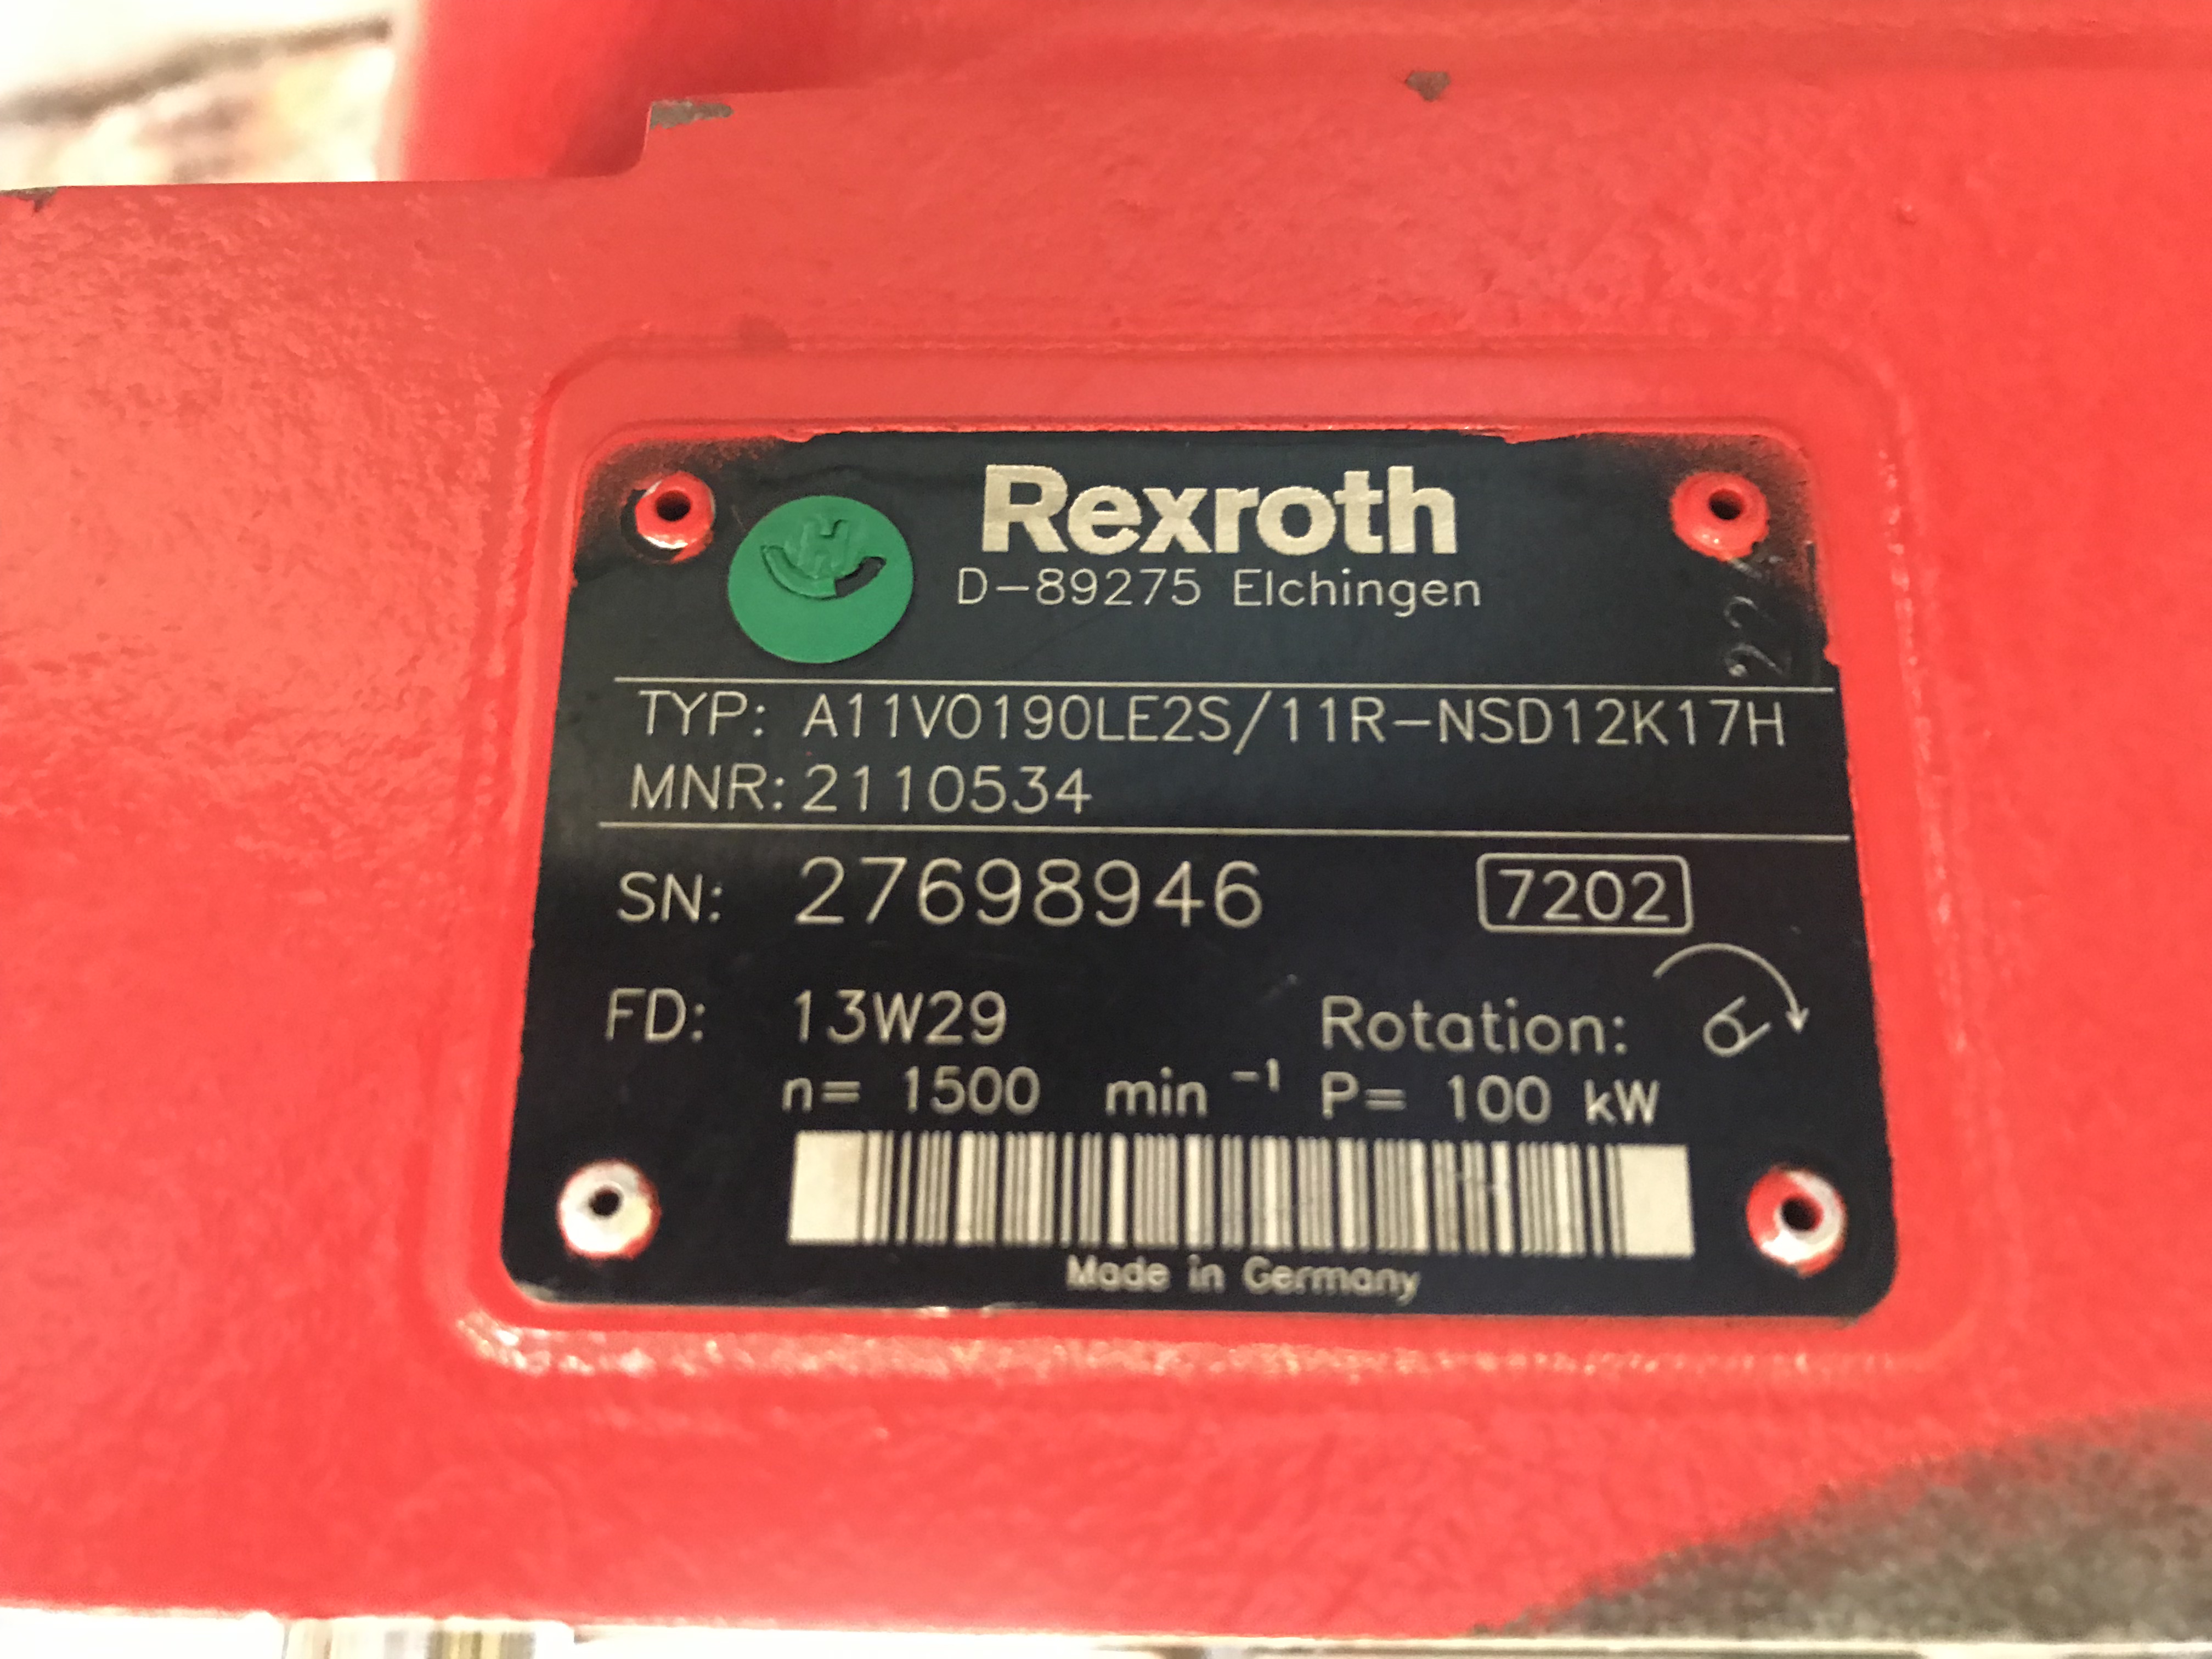 Rexroth
D-89275 Elchingen
TYP: A11VO190LE2S/11R-NSD12K17H
MNR: 2110534
SN: 27698946 7202
FD: 13W29 Rotation:
n= 1500 min⁻¹ P= 100 kW
Made in Germany